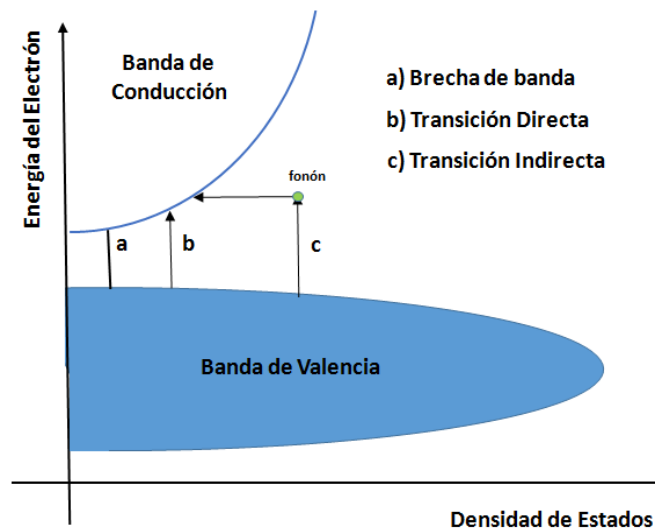 Energía del Electrón
Banda de
Conducción
a) Brecha de banda
b) Transición Directa
c) Transición Indirecta
fonón
a
b
c
Banda de Valencia
Densidad de Estados